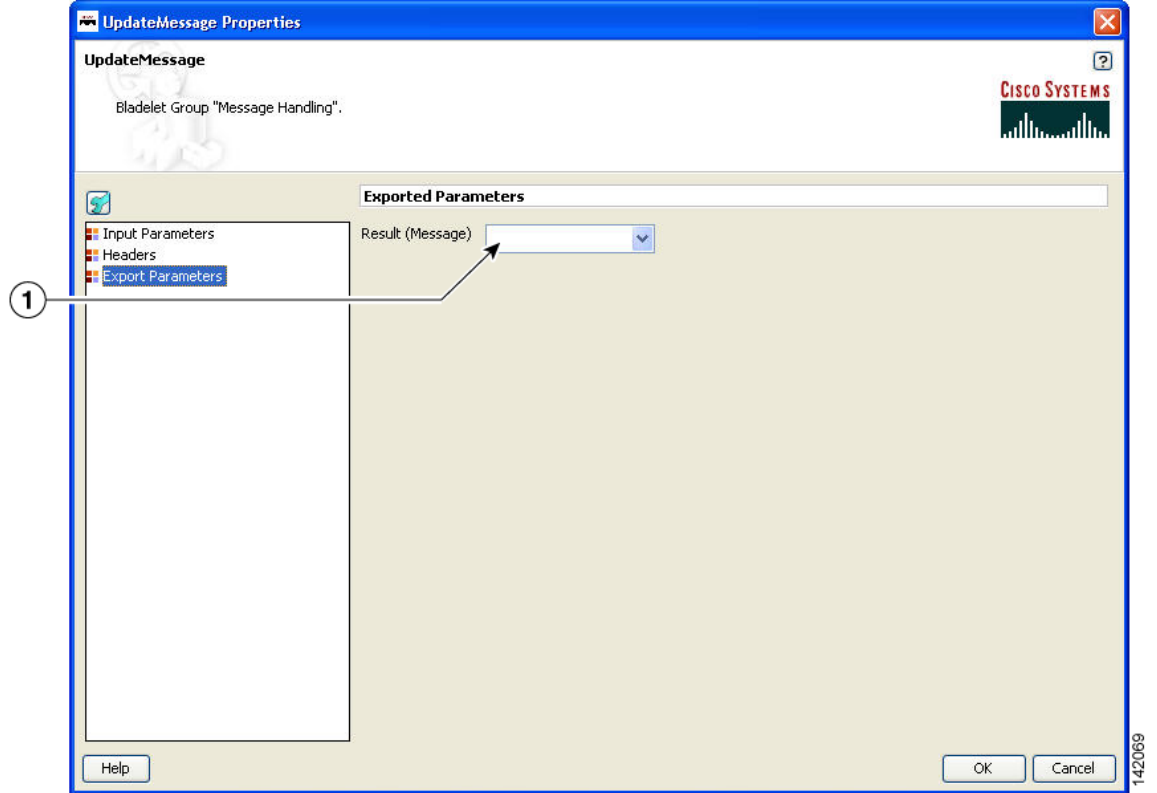 UpdateMessage Properties
UpdateMessage
?
Bladelet Group "Message Handling".
CISCO SYSTEMS
Exported Parameters
Input Parameters
Result (Message)
Headers
Export Parameters
1
Help
OK
Cancel
142069